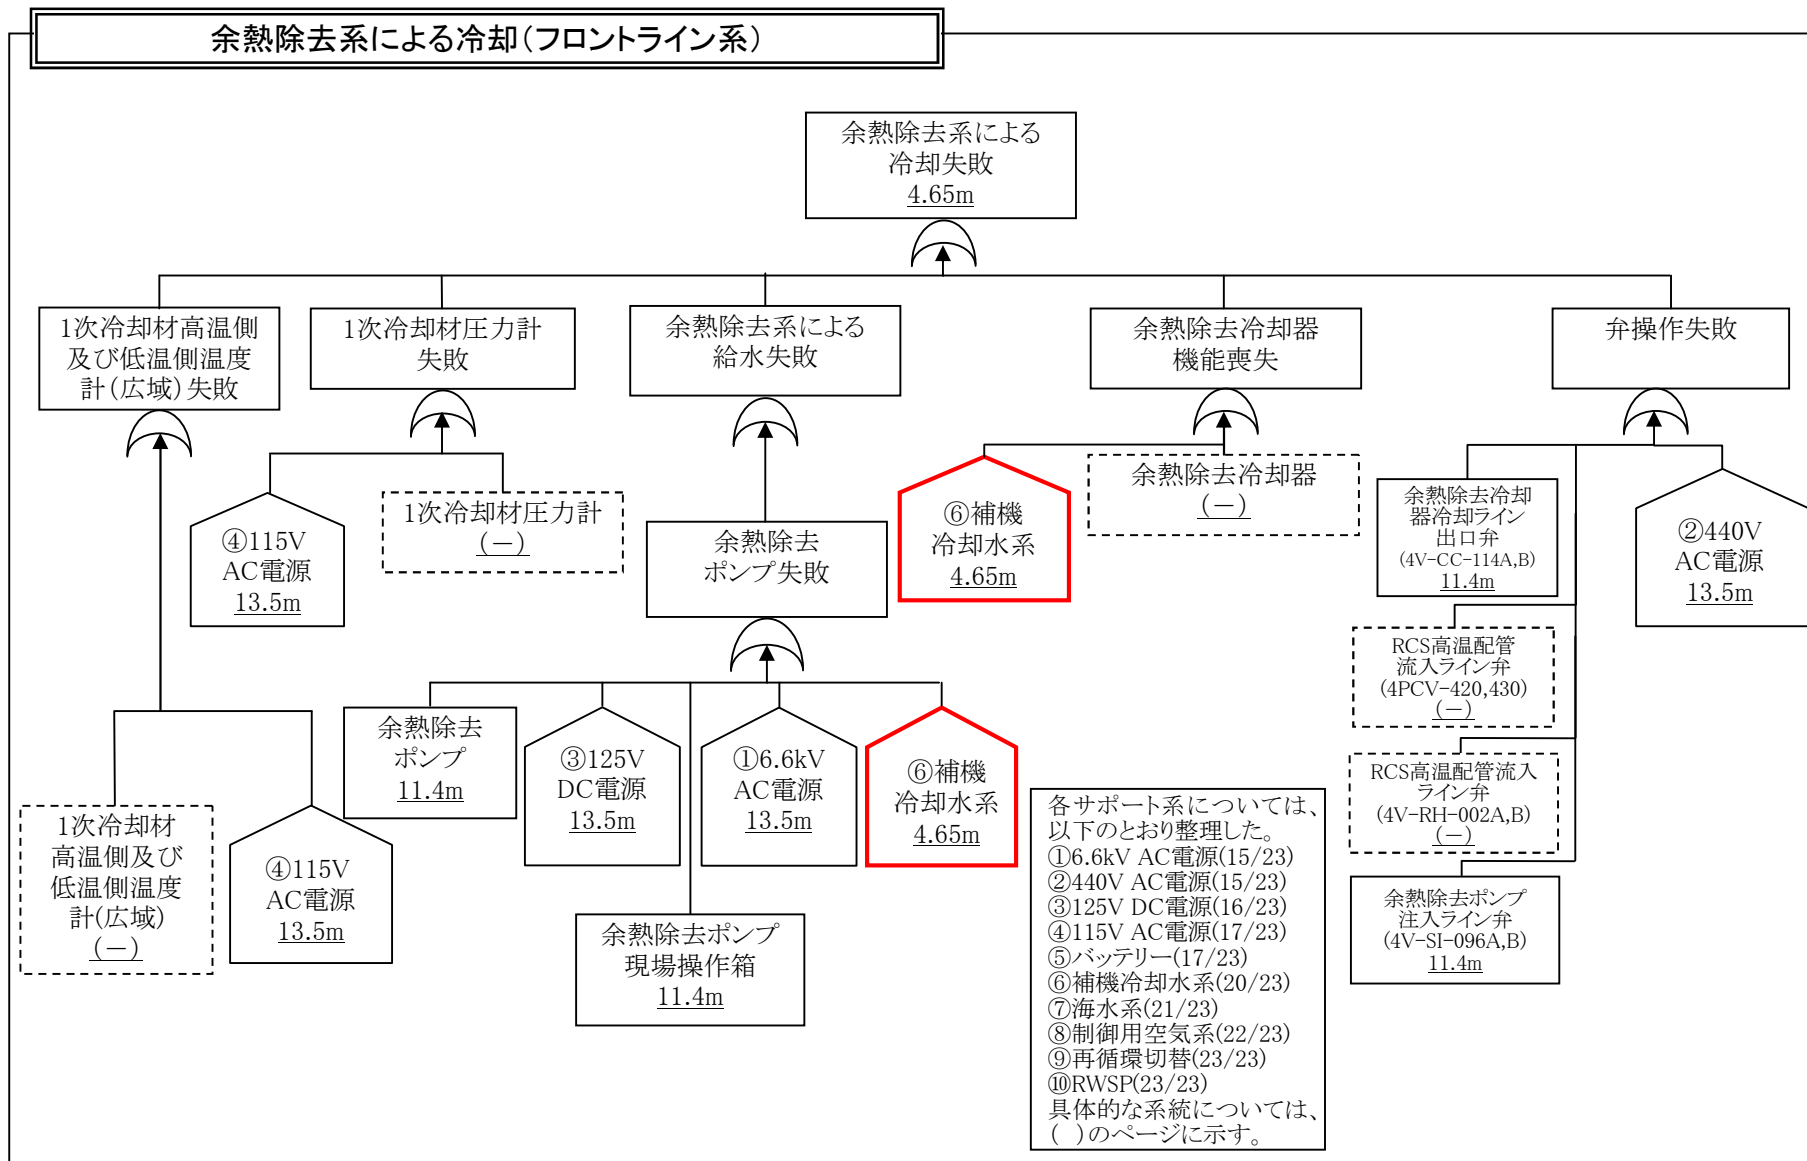 余熱除去系による冷却(フロントライン系)
余熱除去系による
冷却失敗
4.65m
1次冷却材高温側
及び低温側温度
計(広域)失敗
1次冷却材圧力計
失敗
余熱除去系による
給水失敗
余熱除去冷却器
機能喪失
弁操作失敗
④115V
AC電源
13.5m
1次冷却材圧力計
(-)
余熱除去
ポンプ失敗
⑥補機
冷却水系
4.65m
余熱除去冷却器
(-)
余熱除去冷却
器冷却ライン
出口弁
(4V-CC-114A,B)
11.4m
②440V
AC電源
13.5m
RCS高温配管
流入ライン弁
(4PCV-420,430)
(-)
RCS高温配管流入
ライン弁
(4V-RH-002A,B)
(-)
余熱除去ポンプ
注入ライン弁
(4V-SI-096A,B)
11.4m
余熱除去
ポンプ
11.4m
③125V
DC電源
13.5m
①6.6kV
AC電源
13.5m
⑥補機
冷却水系
4.65m
1次冷却材
高温側及び
低温側温度
計(広域)
(-)
④115V
AC電源
13.5m
余熱除去ポンプ
現場操作箱
11.4m
各サポート系については、
以下のとおり整理した。
①6.6kV AC電源(15/23)
②440V AC電源(15/23)
③125V DC電源(16/23)
④115V AC電源(17/23)
⑤バッテリー(17/23)
⑥補機冷却水系(20/23)
⑦海水系(21/23)
⑧制御用空気系(22/23)
⑨再循環切替(23/23)
⑩RWSP(23/23)
具体的な系統については、
( )のページに示す。